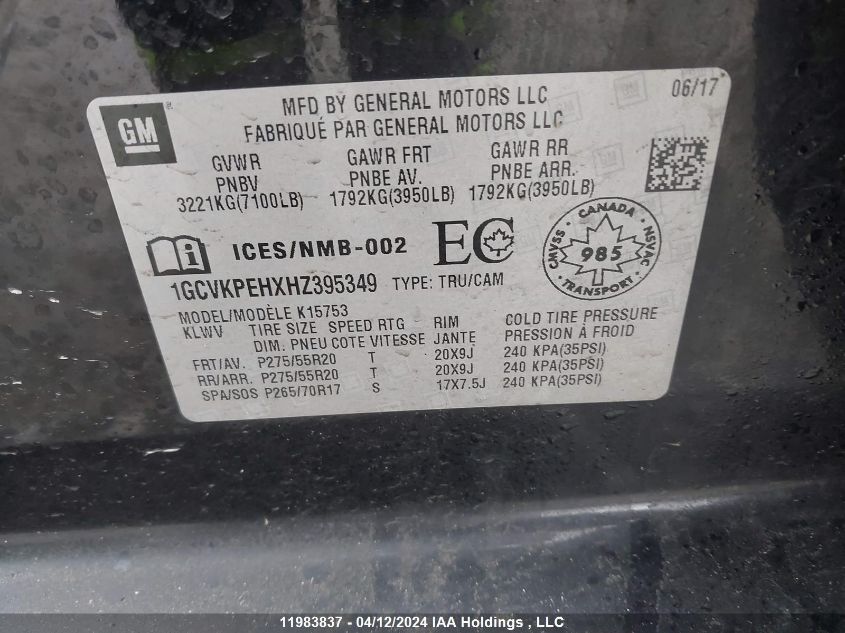 GM
MFD BY GENERAL MOTORS LLC
06/17
FABRIQUÉ PAR GENERAL MOTORS LLC
GVWR GAWR FRT GAWR RR
PNBV PNBE AV. PNBE ARR.
3221KG(7100LB) 1792KG(3950LB) 1792KG(3950LB)
ICES/NMB-002 EC
CANADA
CMVSS 985 NSVAC
TRANSPORT
1GCVKPEHXHZ395349 TYPE: TRU/CAM
MODEL/MODÈLE K15753
KLWV TIRE SIZE SPEED RTG RIM COLD TIRE PRESSURE
DIM: PNEU COTE VITESSE JANTE PRESSION À FROID
FRT/AV. P275/55R20 T 20X9J 240 KPA(35PSI)
RR/ARR. P275/55R20 T 20X9J 240 KPA(35PSI)
SPA/SOS P265/70R17 S 17X7.5J 240 KPA(35PSI)
11983837 - 04/12/2024 IAA Holdings , LLC